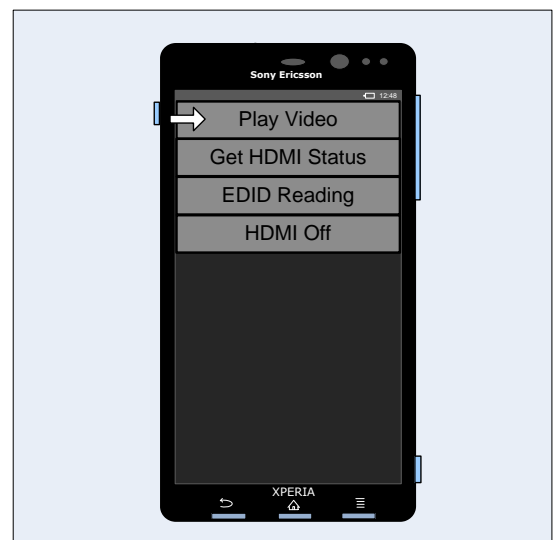 Sony Ericsson
12:48
Play Video
Get HDMI Status
EDID Reading
HDMI Off
XPERIA